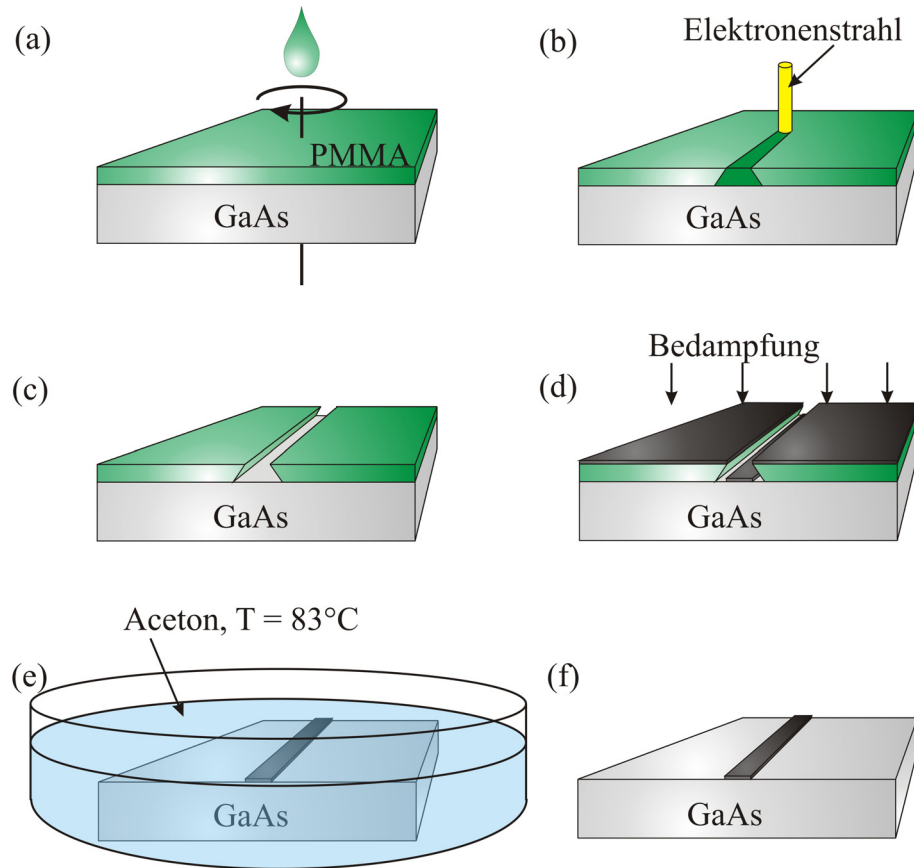 (a)
PMMA
GaAs
(b)
Elektronenstrahl
GaAs
(c)
GaAs
(d)
Bedampfung
GaAs
(e)
Aceton, T = 83°C
GaAs
(f)
GaAs